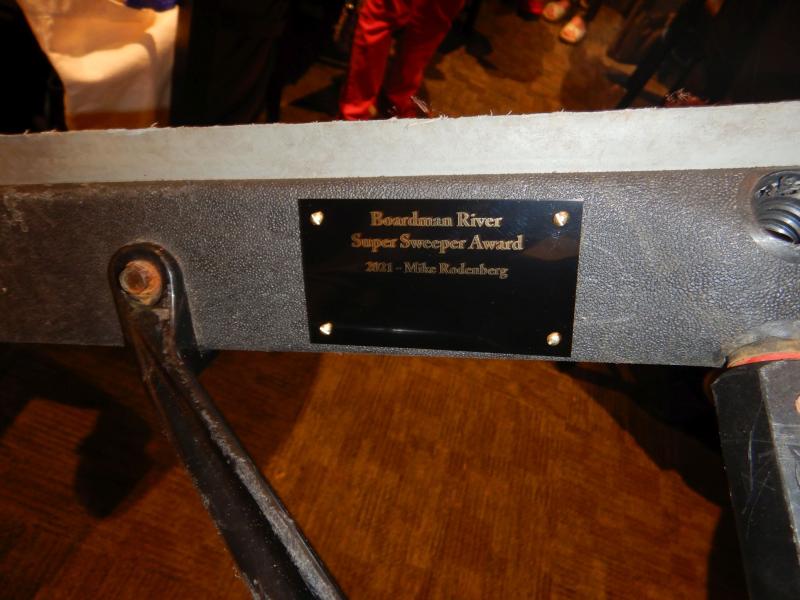 Boardman River
Super Sweeper Award
2021 - Mike Rodenberg